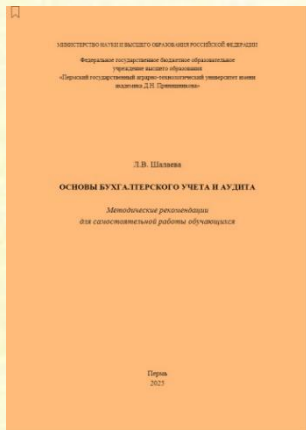 МИНИСТЕРСТВО НАУКИ И ВЫСШЕГО ОБРАЗОВАНИЯ РОССИЙСКОЙ ФЕДЕРАЦИИ
Федеральное государственное бюджетное образовательное
учреждение высшего образования
«Пермский государственный аграрно-технологический университет имени
академика Д.Н. Прянишникова»
Л.В. Шалаева
ОСНОВЫ БУХГАЛТЕРСКОГО УЧЕТА И АУДИТА
Методические рекомендации
для самостоятельной работы обучающихся
Пермь
2025